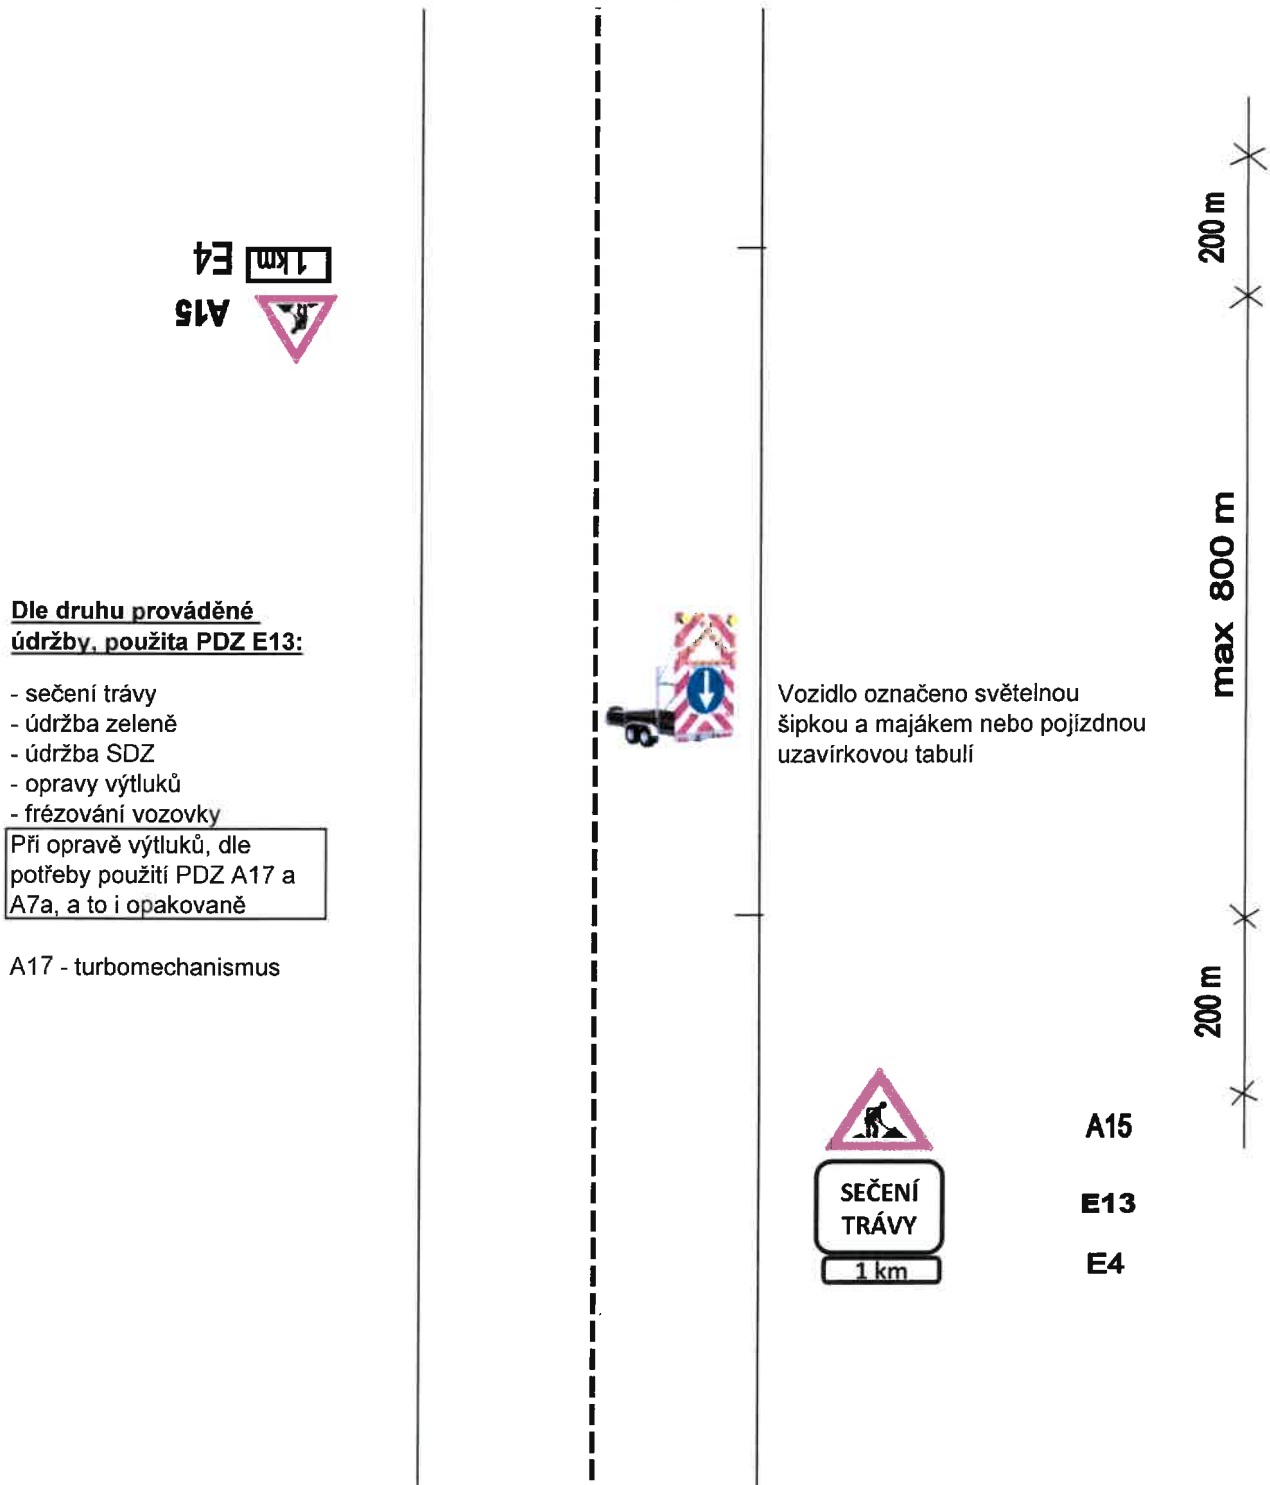 200 m
E4
1 km
A15
max 800 m
Dle druhu prováděné
údržby, použita PDZ E13:
- sečení trávy
- údržba zeleně
- údržba SDZ
- opravy výtluků
- frézování vozovky
Při opravě výtluků, dle
potřeby použití PDZ A17 a
A7a, a to i opakovaně
A17 - turbomechanismus
Vozidlo označeno světelnou
šipkou a majákem nebo pojízdnou
uzavírkovou tabulí
200 m
A15
SEČENÍ
TRÁVY
E13
1 km
E4